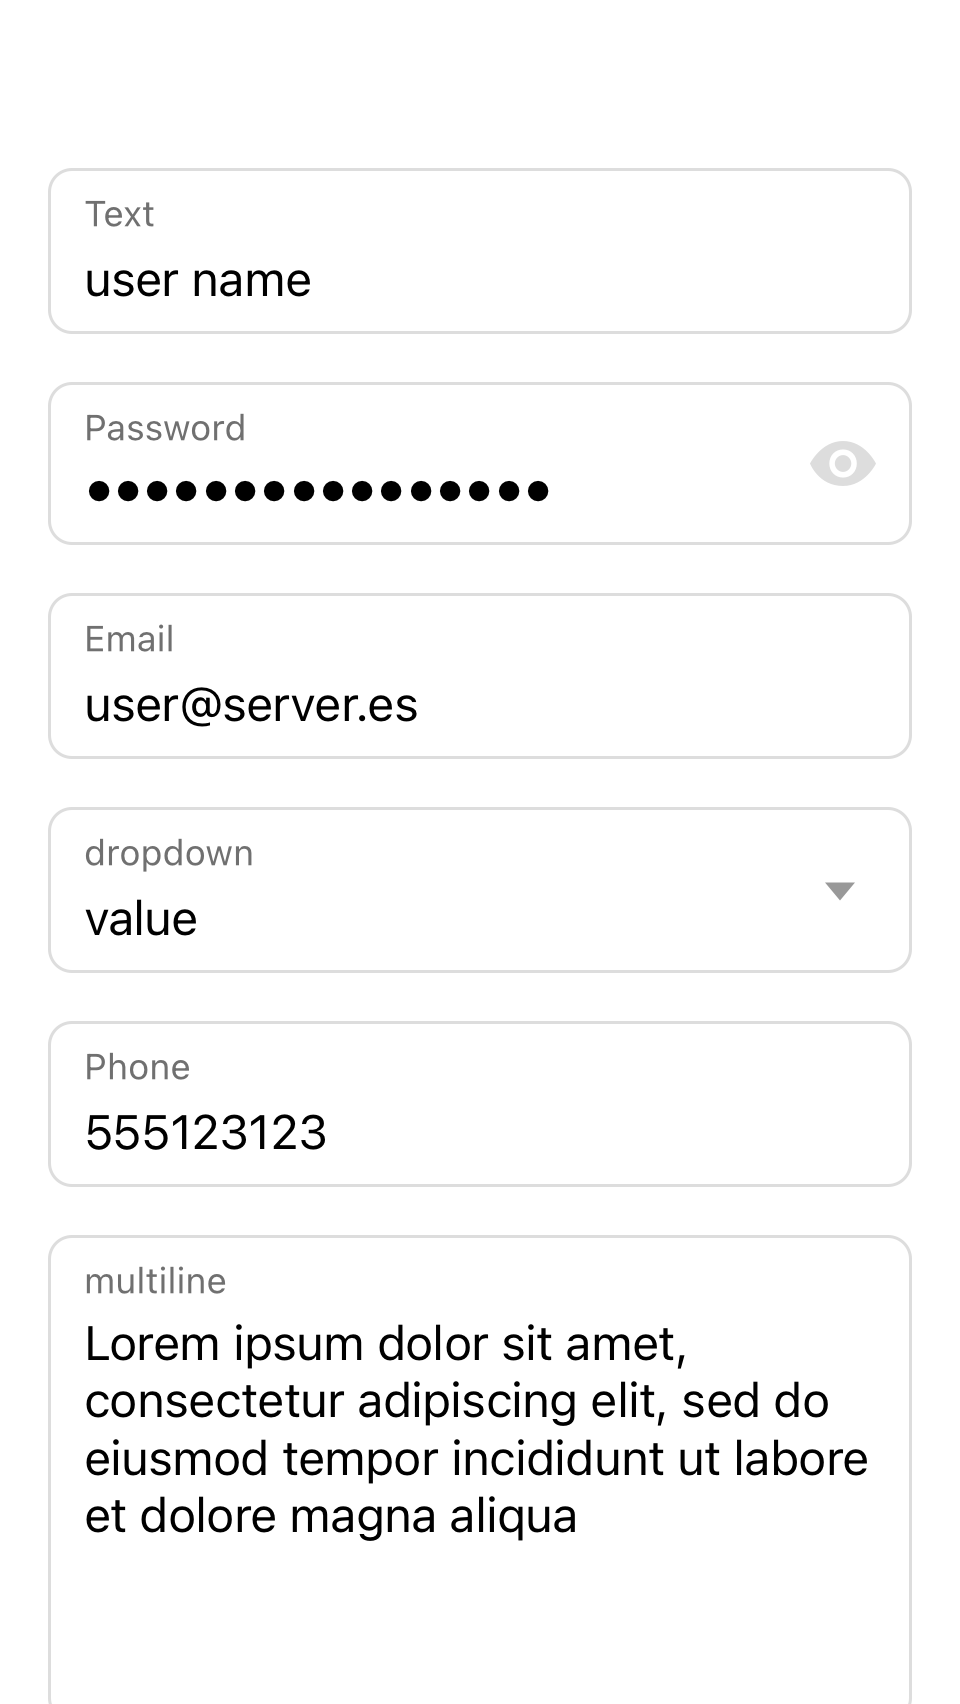 Text
user name
Password
●●●●●●●●●●●●●●●●
Email
user@server.es
dropdown
value
Phone
555123123
multiline
Lorem ipsum dolor sit amet,
consectetur adipiscing elit, sed do
eiusmod tempor incididunt ut labore
et dolore magna aliqua